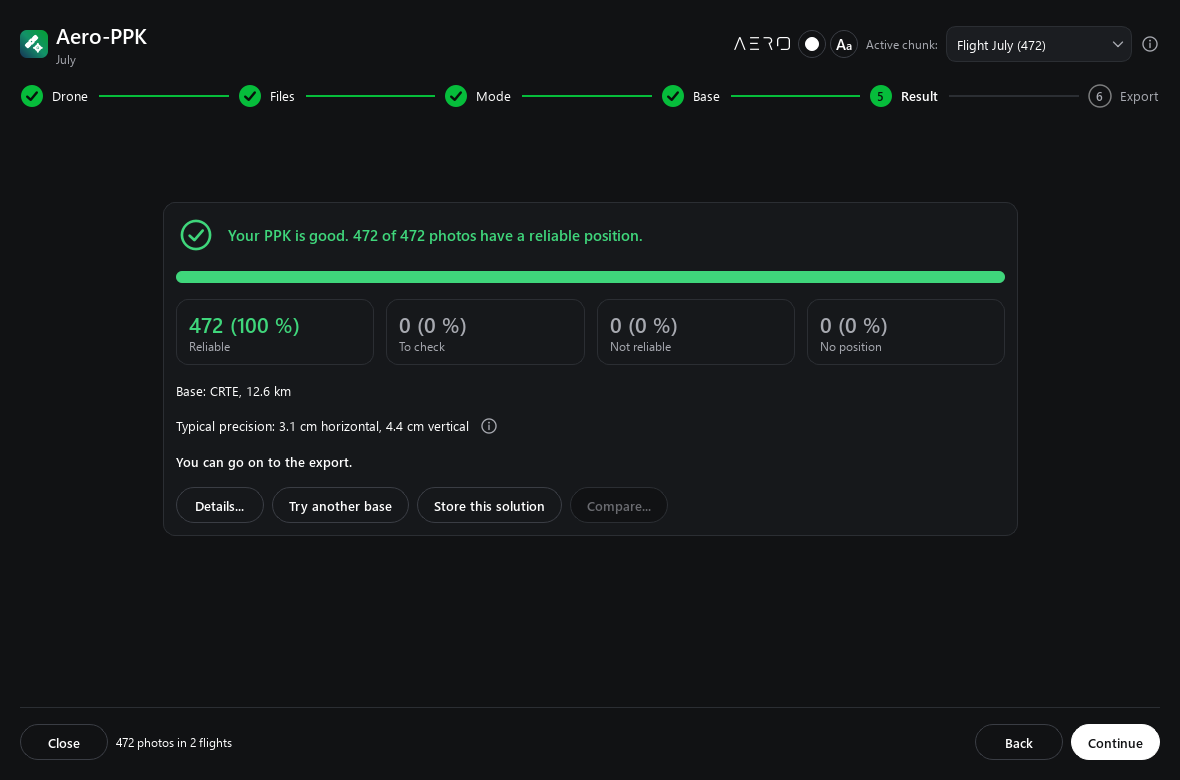 Aero-PPK
July
AERO
Aa
Active chunk:
Flight July (472)
Drone
Files
Mode
Base
5
Result
6
Export
Your PPK is good. 472 of 472 photos have a reliable position.
472 (100 %)
Reliable
0 (0 %)
To check
0 (0 %)
Not reliable
0 (0 %)
No position
Base: CRTE, 12.6 km
Typical precision: 3.1 cm horizontal, 4.4 cm vertical
You can go on to the export.
Details...
Try another base
Store this solution
Compare...
Close
472 photos in 2 flights
Back
Continue